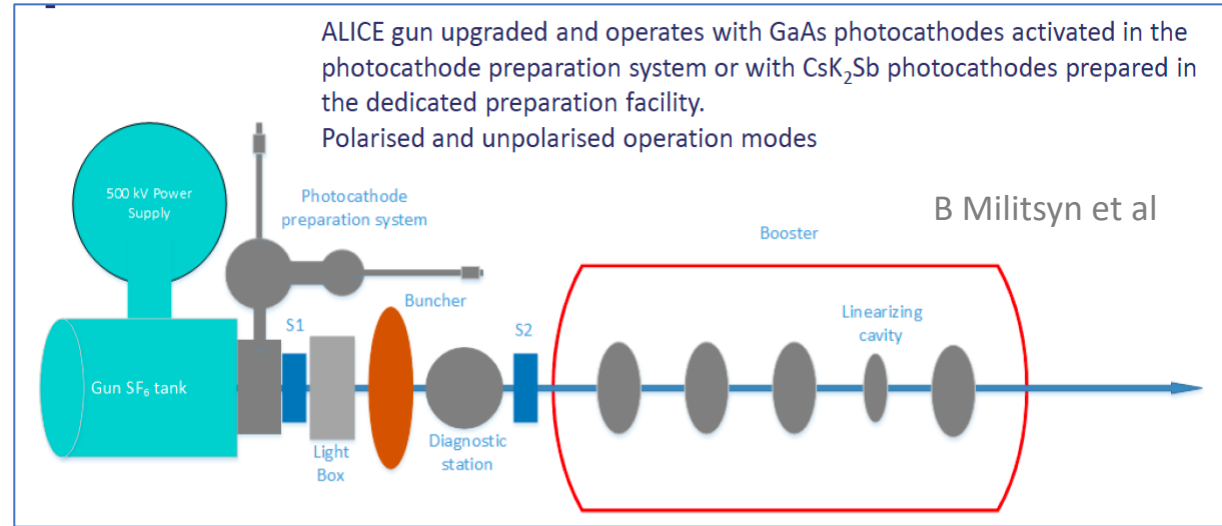 ALICE gun upgraded and operates with GaAs photocathodes activated in the
photocathode preparation system or with CsK₂Sb photocathodes prepared in
the dedicated preparation facility.
Polarised and unpolarised operation modes
500 kV Power
Supply
Photocathode
preparation system
B Militsyn et al
Booster
Buncher
S1
S2
Linearizing
cavity
Gun SF₆ tank
Light
Box
Diagnostic
station